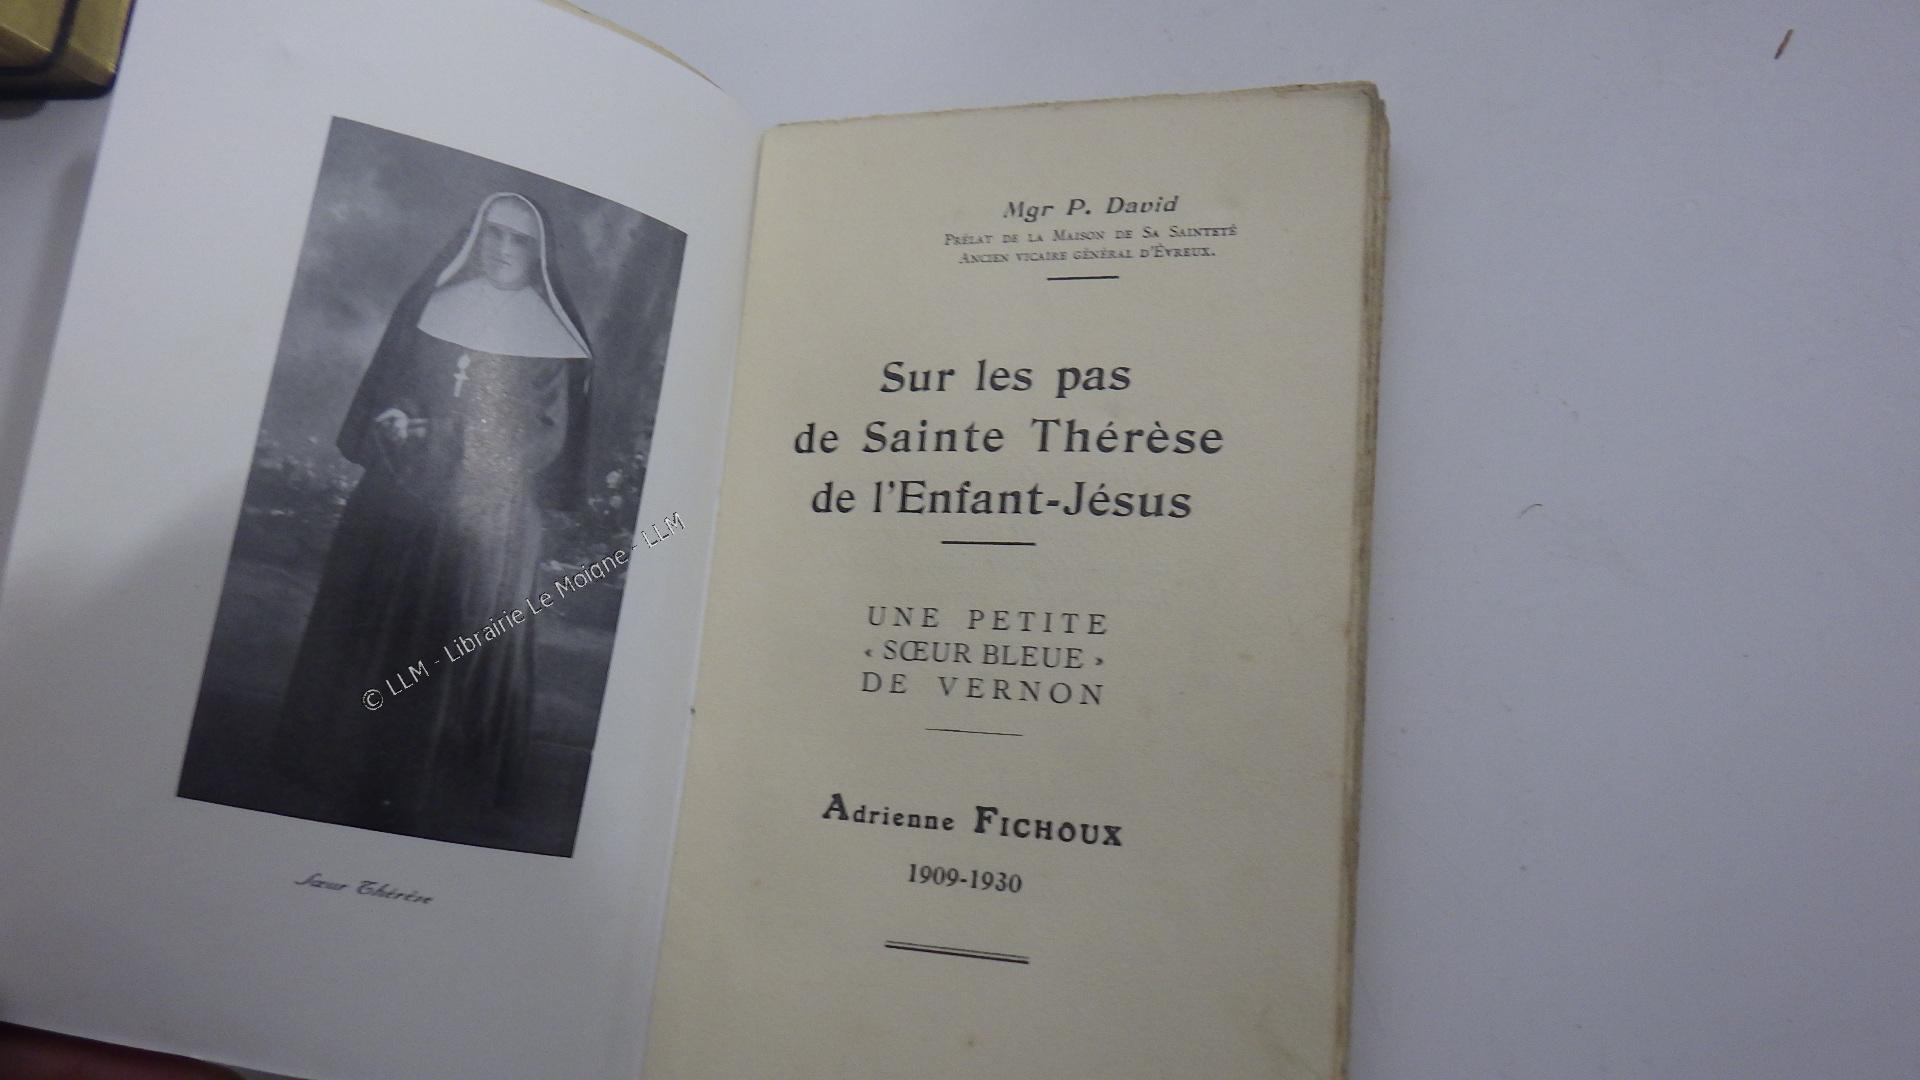 Sœur Thérèse
© LLM - Librairie Le Moigne - LLM
Mgr P. David
Prélat de la Maison de Sa Sainteté
Ancien vicaire général d'Évreux.
Sur les pas
de Sainte Thérèse
de l'Enfant-Jésus
UNE PETITE
« SŒUR BLEUE »
DE VERNON
Adrienne FICHOUX
1909-1930